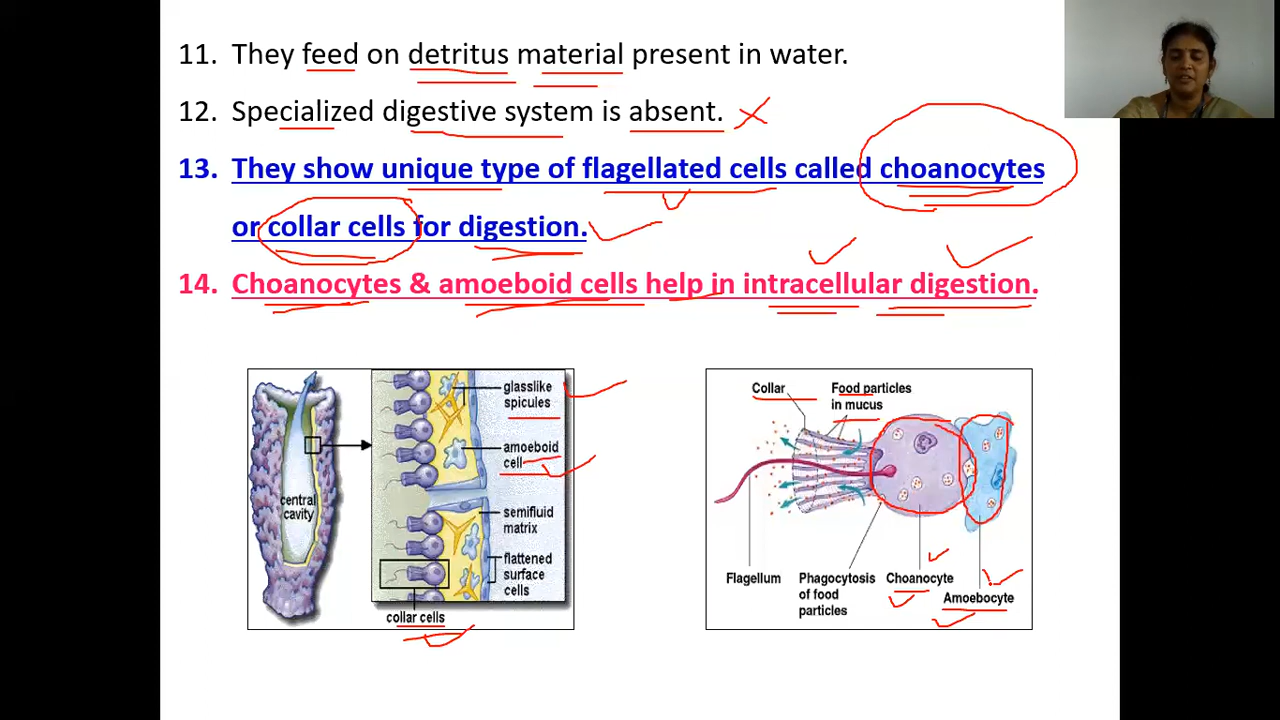 11. They feed on detritus material present in water.
12. Specialized digestive system is absent.
13. They show unique type of flagellated cells called choanocytes
or collar cells for digestion.
14. Choanocytes & amoeboid cells help in intracellular digestion.
glasslike
spicules
amoeboid
cell
central
cavity
semifluid
matrix
flattened
surface
cells
collar cells
Collar
Food particles
in mucus
Flagellum
Phagocytosis
of food
particles
Choanocyte
Amoebocyte